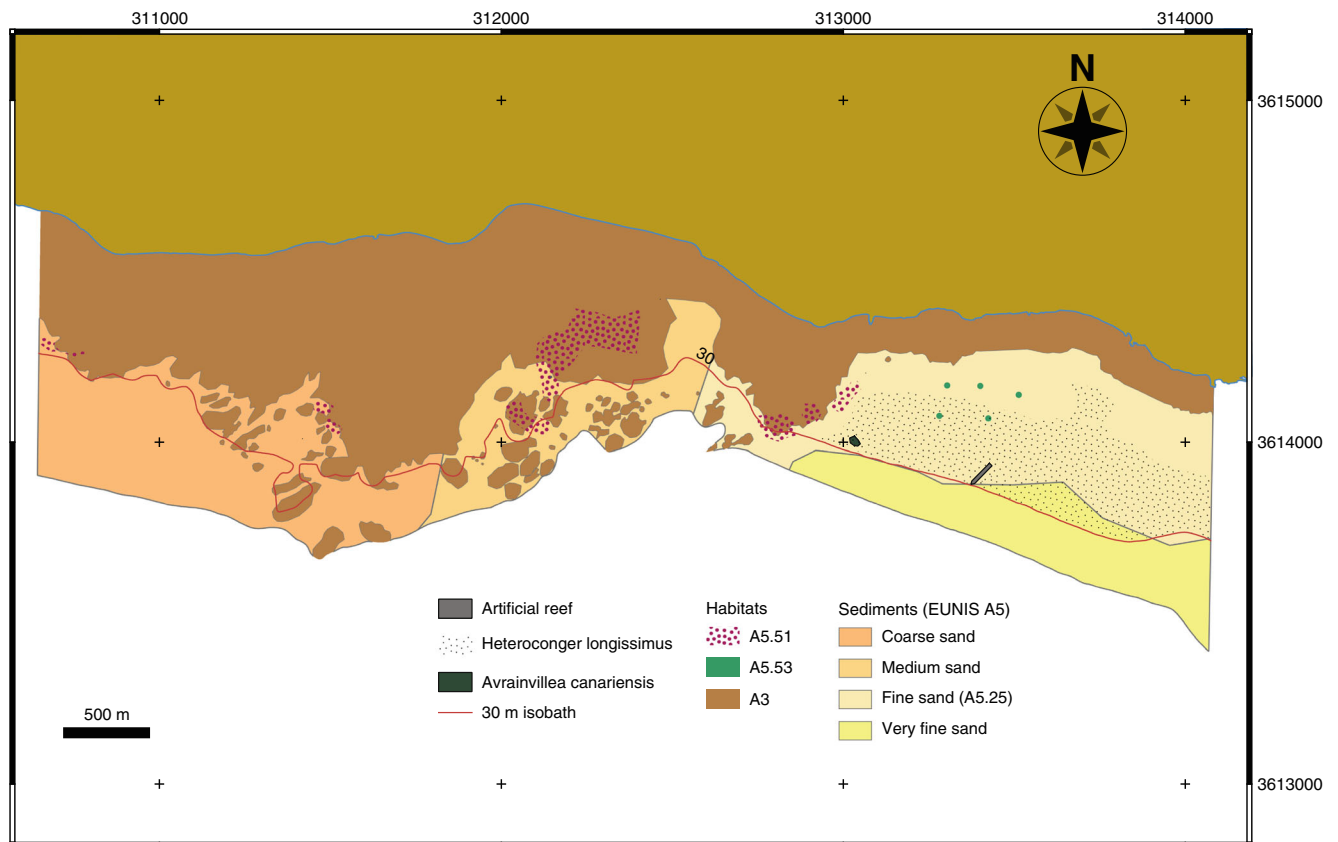 311000
312000
313000
314000
N
3615000
30
3614000
Artificial reef
Heteroconger longissimus
Avrainvillea canariensis
30 m isobath
Habitats
A5.51
A5.53
A3
Sediments (EUNIS A5)
Coarse sand
Medium sand
Fine sand (A5.25)
Very fine sand
500 m
3613000